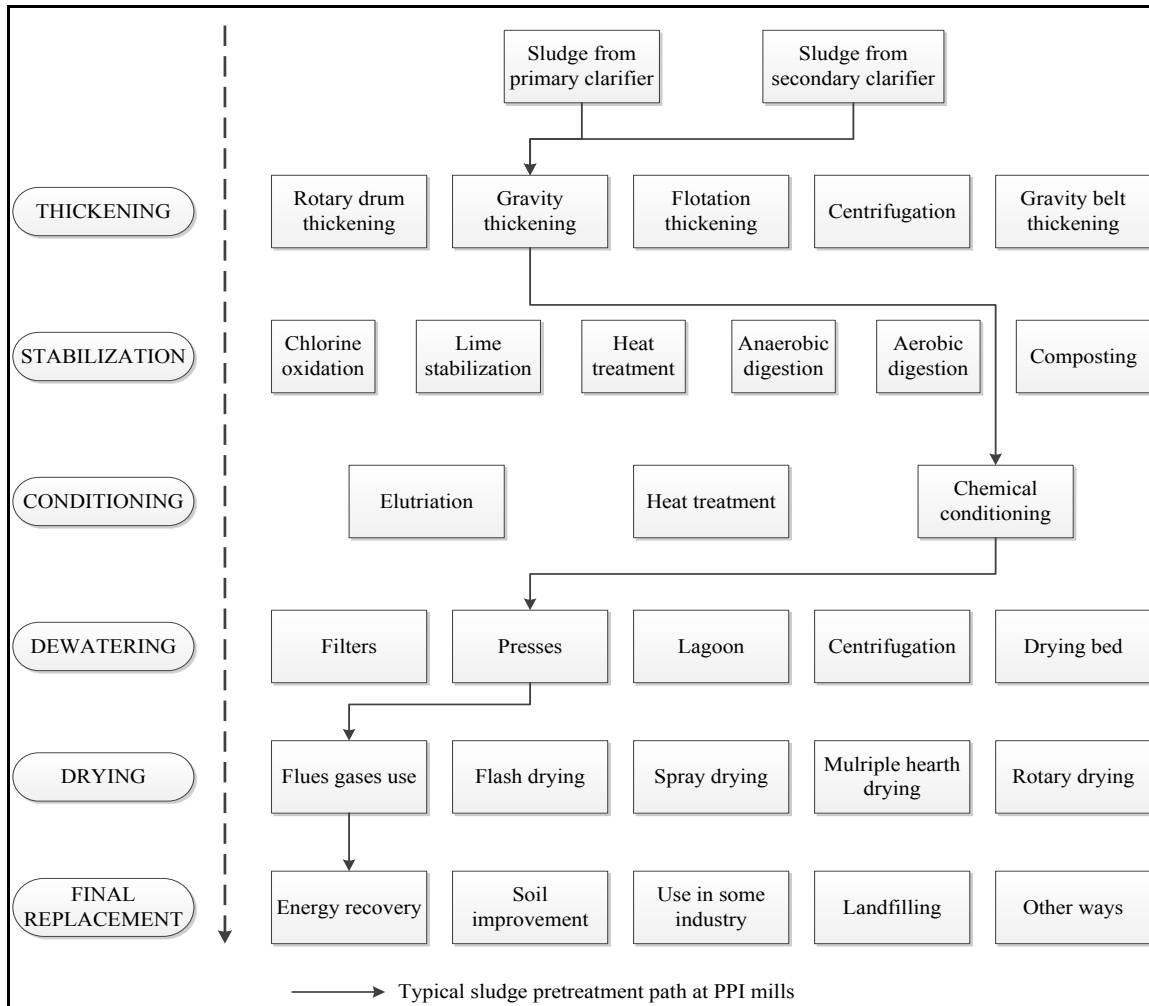 Sludge from
primary clarifier
Sludge from
secondary clarifier
THICKENING
Rotary drum
thickening
Gravity
thickening
Flotation
thickening
Centrifugation
Gravity belt
thickening
STABILIZATION
Chlorine
oxidation
Lime
stabilization
Heat
treatment
Anaerobic
digestion
Aerobic
digestion
Composting
CONDITIONING
Elutriation
Heat treatment
Chemical
conditioning
DEWATERING
Filters
Presses
Lagoon
Centrifugation
Drying bed
DRYING
Flues gases use
Flash drying
Spray drying
Mulriple hearth
drying
Rotary drying
FINAL
REPLACEMENT
Energy recovery
Soil
improvement
Use in some
industry
Landfilling
Other ways
Typical sludge pretreatment path at PPI mills